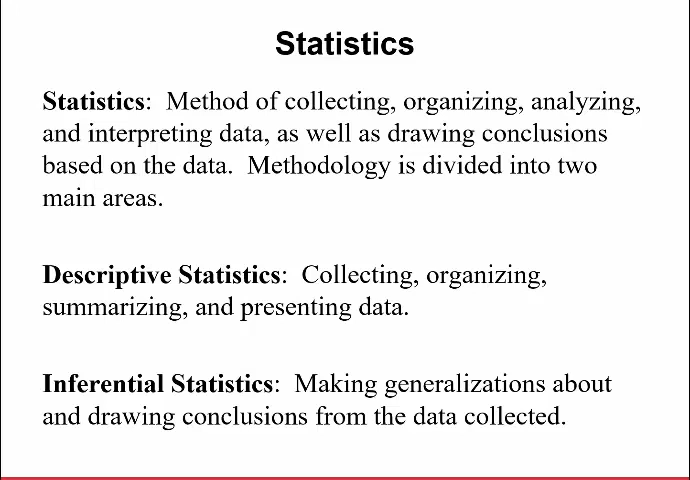 Statistics
Statistics:  Method of collecting, organizing, analyzing,
and interpreting data, as well as drawing conclusions
based on the data.  Methodology is divided into two
main areas.
Descriptive Statistics:  Collecting, organizing,
summarizing, and presenting data.
Inferential Statistics:  Making generalizations about
and drawing conclusions from the data collected.